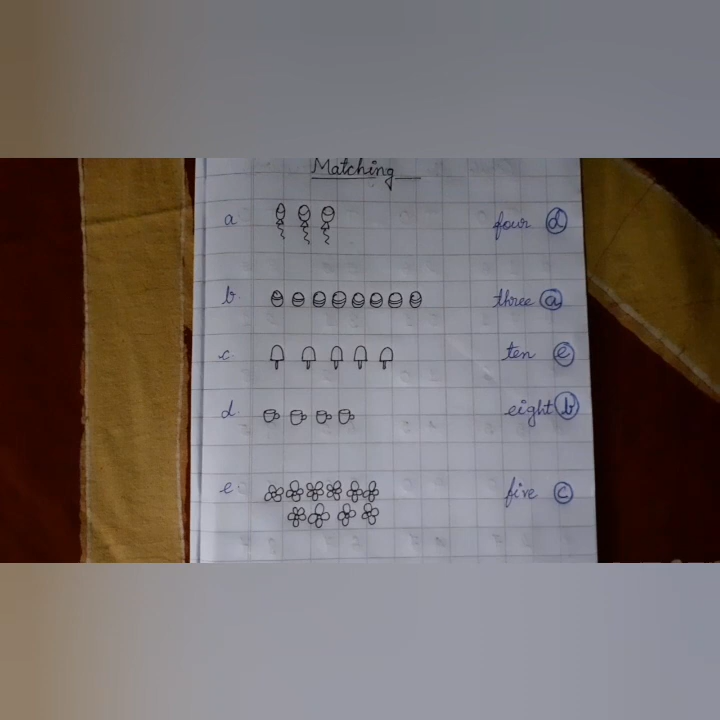 Matching
a four d
b three a
c ten e
d eight b
e five c